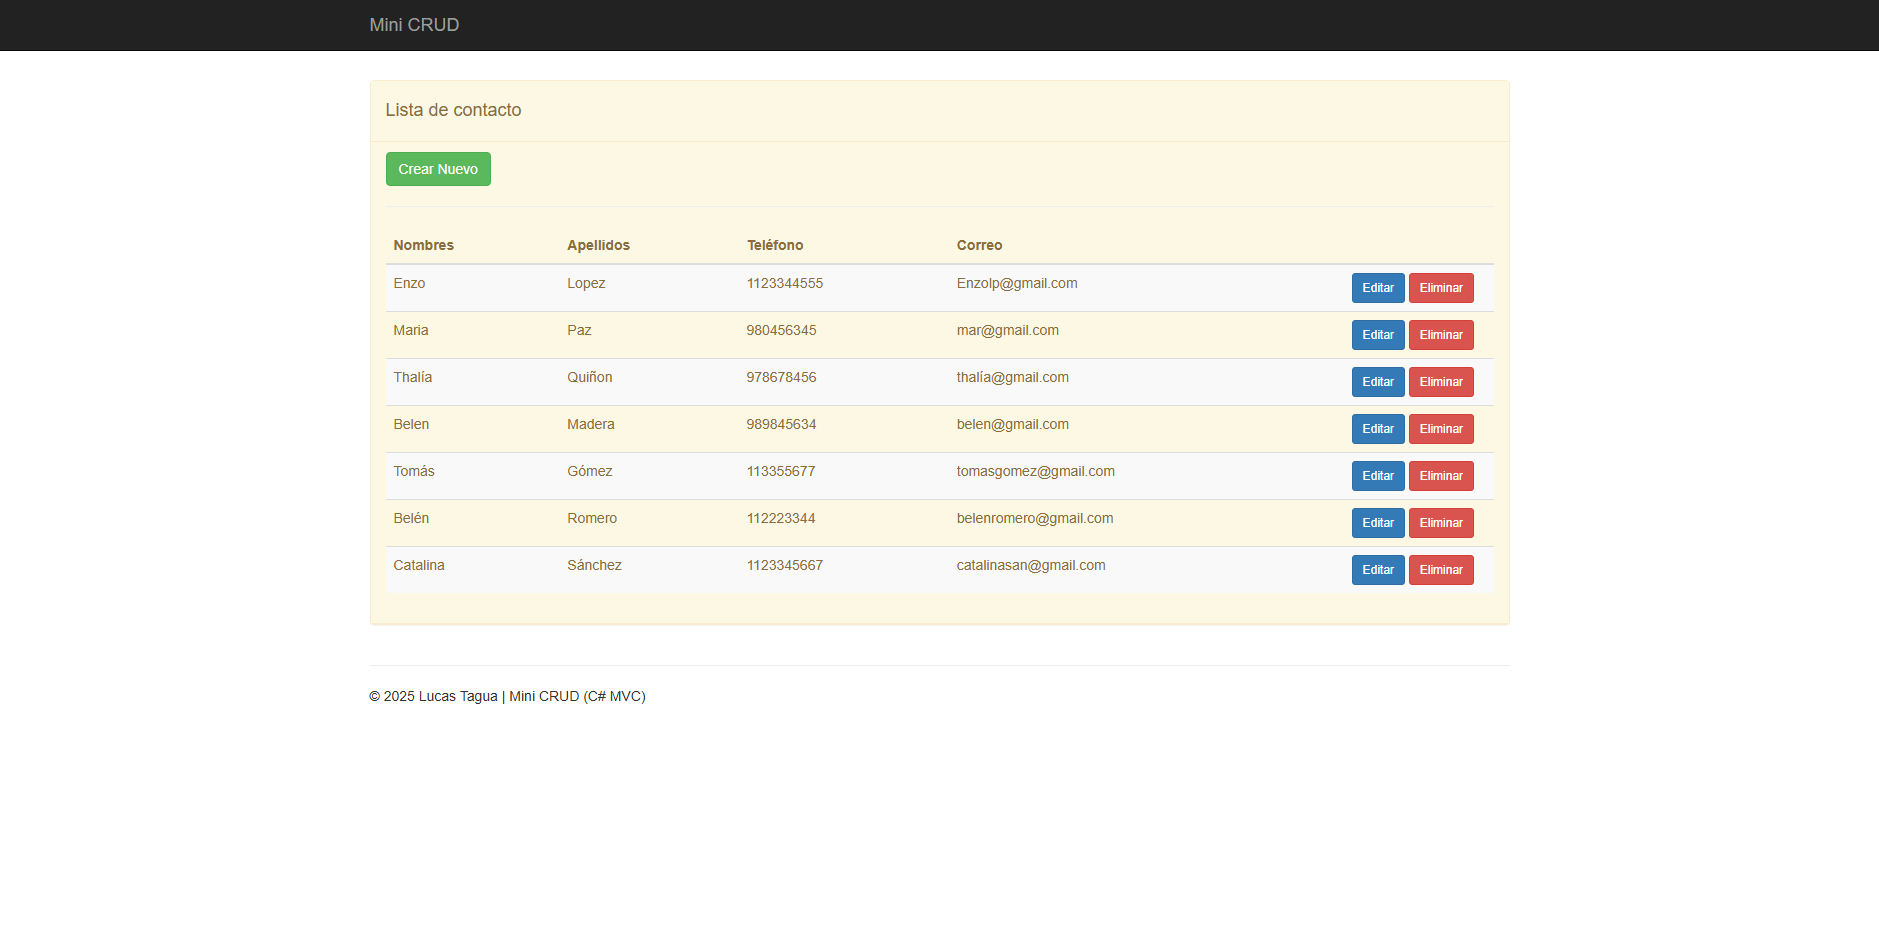 Mini CRUD
Lista de contacto
Crear Nuevo
Nombres Apellidos Teléfono Correo
Enzo Lopez 1123344555 Enzolp@gmail.com Editar Eliminar
Maria Paz 980456345 mar@gmail.com Editar Eliminar
Thalía Quiñon 978678456 thalía@gmail.com Editar Eliminar
Belen Madera 989845634 belen@gmail.com Editar Eliminar
Tomás Gómez 113355677 tomasgomez@gmail.com Editar Eliminar
Belén Romero 112223344 belenromero@gmail.com Editar Eliminar
Catalina Sánchez 1123345667 catalinasan@gmail.com Editar Eliminar
© 2025 Lucas Tagua | Mini CRUD (C# MVC)